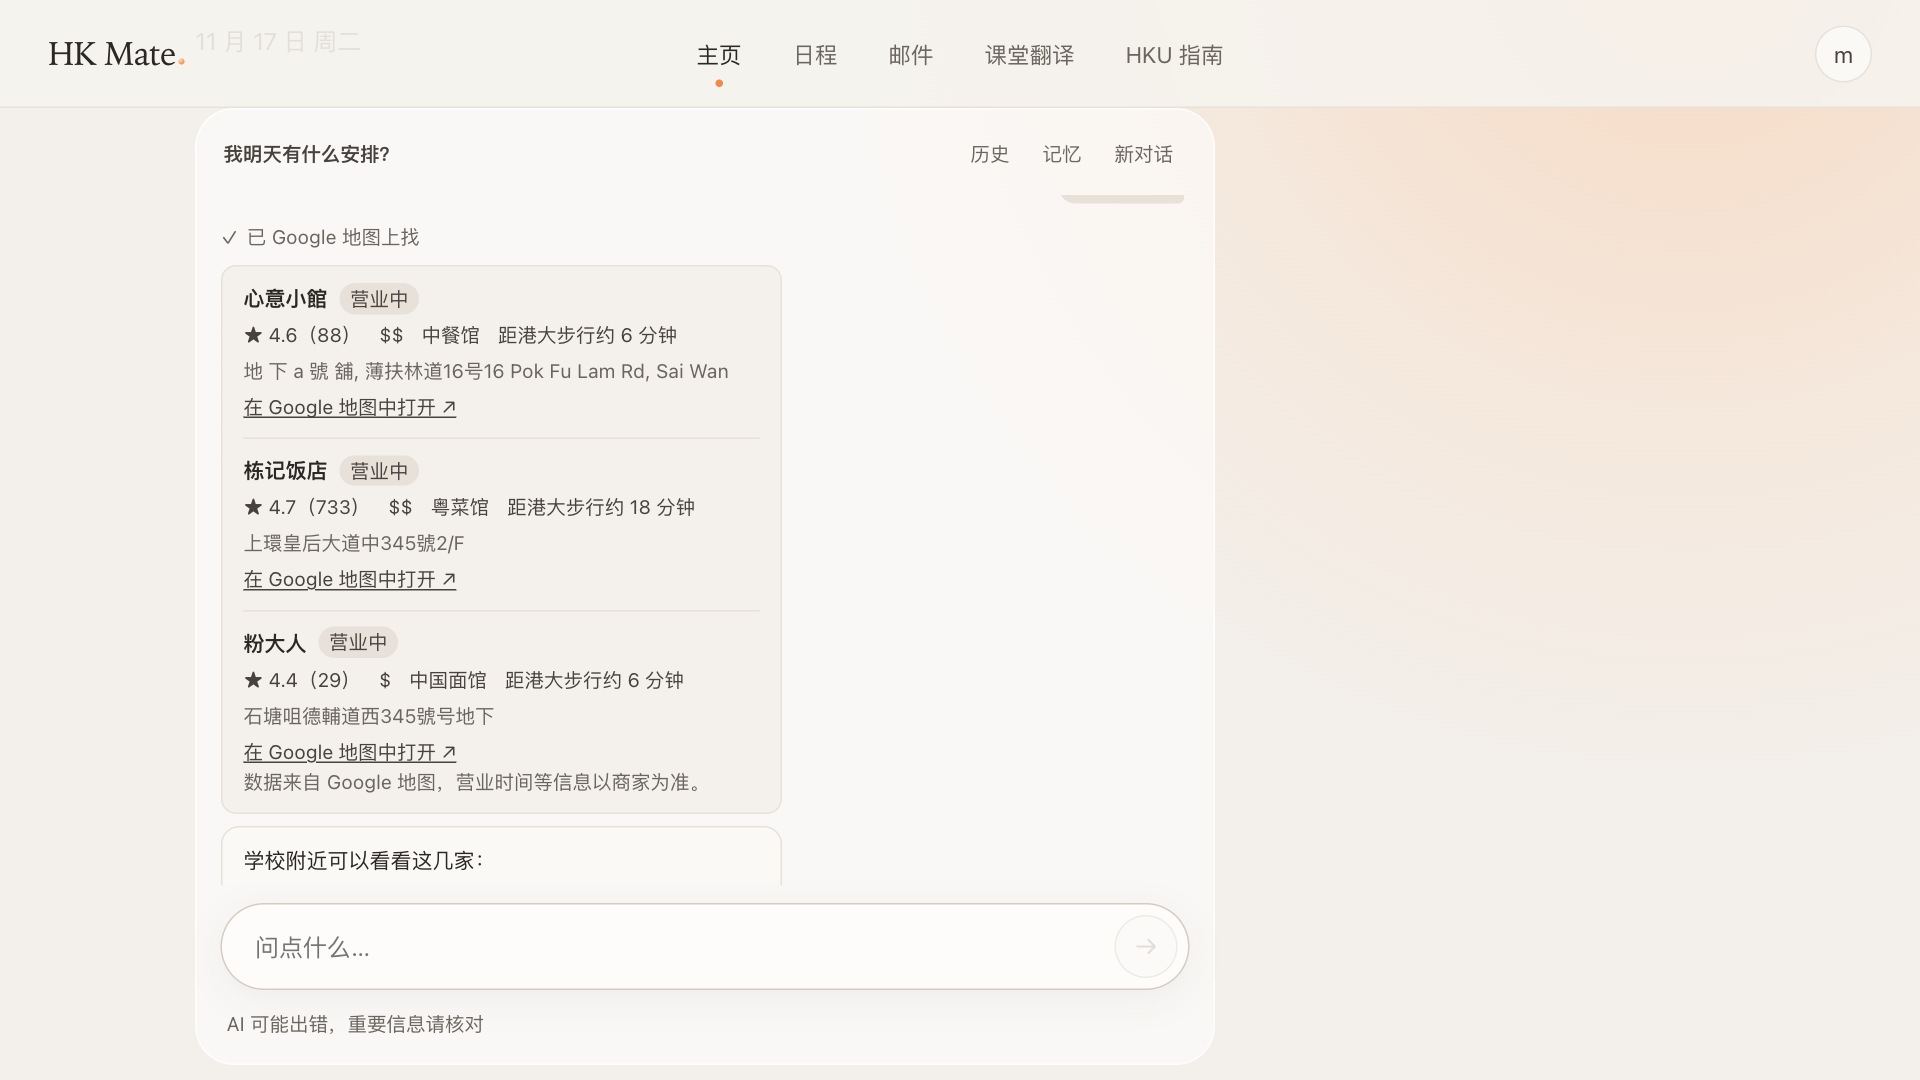 HK Mate.
11 月 17 日 周二
主页
日程
邮件
课堂翻译
HKU 指南
m
我明天有什么安排?
历史
记忆
新对话
✓ 已 Google 地图上找
心意小館 营业中
★ 4.6（88） $$ 中餐馆 距港大步行约 6 分钟
地 下 a 號 舖, 薄扶林道16号16 Pok Fu Lam Rd, Sai Wan
在 Google 地图中打开 ↗
栋记饭店 营业中
★ 4.7（733） $$ 粤菜馆 距港大步行约 18 分钟
上環皇后大道中345號2/F
在 Google 地图中打开 ↗
粉大人 营业中
★ 4.4（29） $ 中国面馆 距港大步行约 6 分钟
石塘咀德輔道西345號号地下
在 Google 地图中打开 ↗
数据来自 Google 地图，营业时间等信息以商家为准。
学校附近可以看看这几家：
问点什么...
AI 可能出错，重要信息请核对